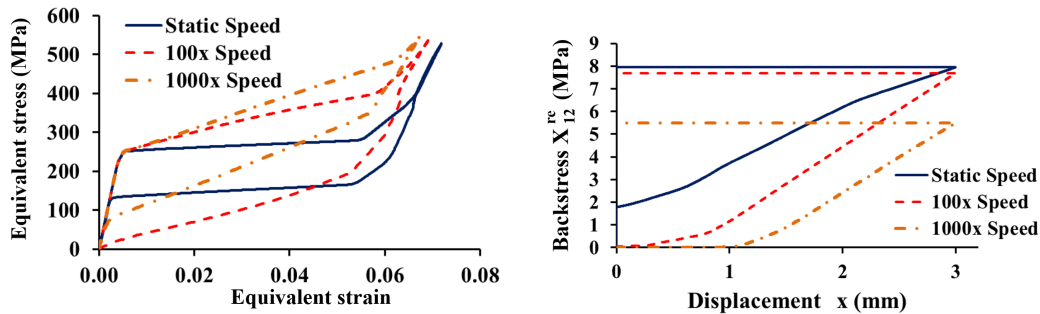 Equivalent stress (MPa)
600
500
400
300
200
100
0
0.00 0.02 0.04 0.06 0.08
Equivalent strain
Static Speed
100x Speed
1000x Speed
Backstress X₁₂ʳᵉ (MPa)
9
8
7
6
5
4
3
2
1
0
0 1 2 3
Displacement x (mm)
Static Speed
100x Speed
1000x Speed